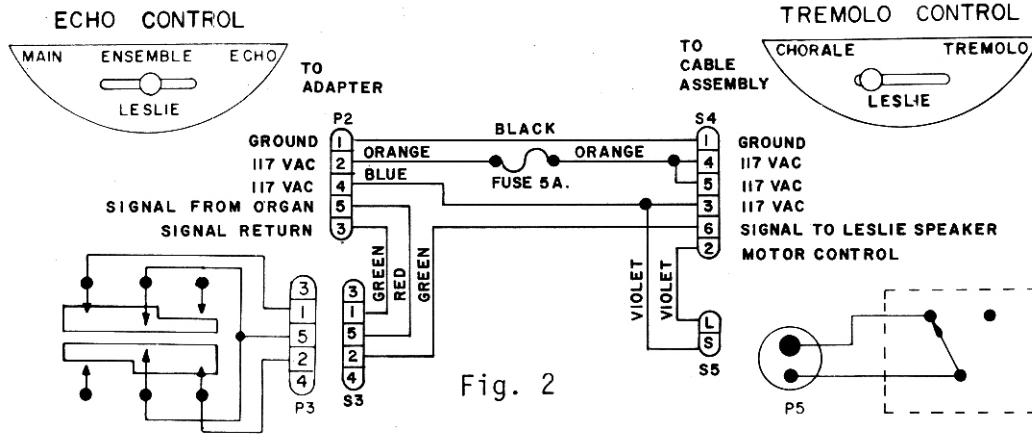 ECHO CONTROL
MAIN ENSEMBLE ECHO
LESLIE
TREMOLO CONTROL
CHORALE TREMOLO
LESLIE
TO
ADAPTER
P2
TO
CABLE
ASSEMBLY
S4
BLACK
GROUND 1
1 GROUND
117 VAC 2 ORANGE
ORANGE 4 117 VAC
FUSE 5A.
5 117 VAC
117 VAC 4 BLUE
3 117 VAC
SIGNAL FROM ORGAN 5
6 SIGNAL TO LESLIE SPEAKER
SIGNAL RETURN 3
2 MOTOR CONTROL
GREEN
RED
GREEN
VIOLET
VIOLET
3
1
5
2
4
P3
3
1
5
2
4
S3
Fig. 2
L
S
S5
P5